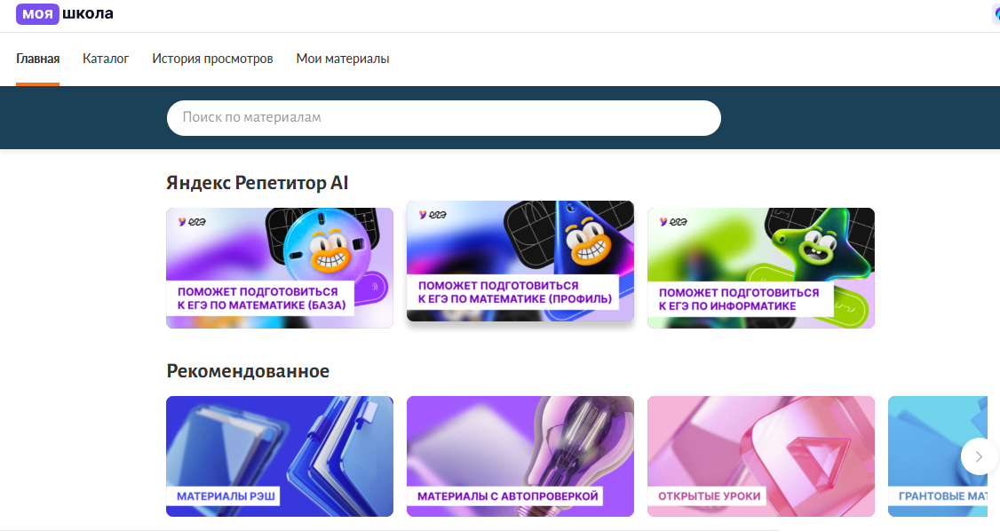 моя школа
Главная Каталог История просмотров Мои материалы
Поиск по материалам
Яндекс Репетитор AI
ЕГЭ
ПОМОЖЕТ ПОДГОТОВИТЬСЯ
К ЕГЭ ПО МАТЕМАТИКЕ (БАЗА)
ЕГЭ
ПОМОЖЕТ ПОДГОТОВИТЬСЯ
К ЕГЭ ПО МАТЕМАТИКЕ (ПРОФИЛЬ)
ЕГЭ
ПОМОЖЕТ ПОДГОТОВИТЬСЯ
К ЕГЭ ПО ИНФОРМАТИКЕ
Рекомендованное
МАТЕРИАЛЫ РЭШ
МАТЕРИАЛЫ С АВТОПРОВЕРКОЙ
ОТКРЫТЫЕ УРОКИ
ГРАНТОВЫЕ МАТ